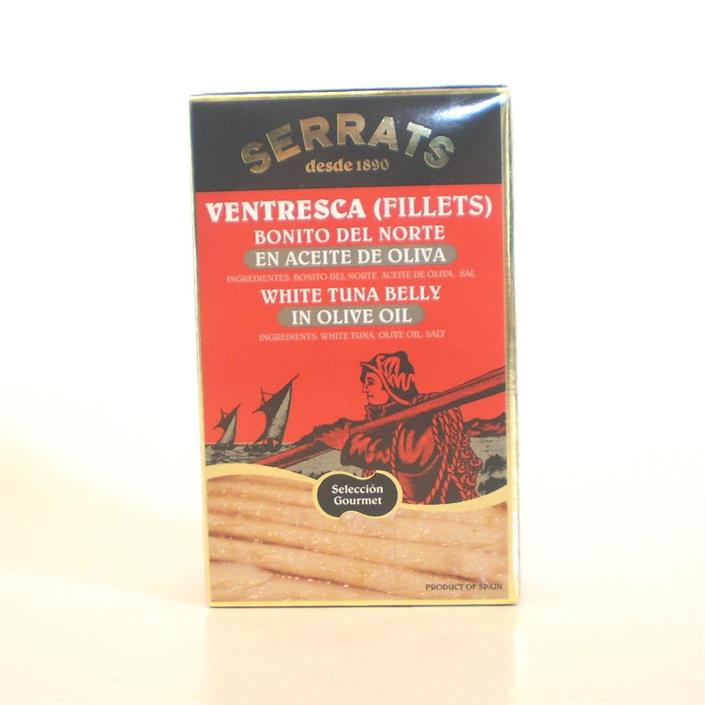 SERRATS
desde 1890
VENTRESCA (FILLETS)
BONITO DEL NORTE
EN ACEITE DE OLIVA
INGREDIENTES: BONITO DEL NORTE, ACEITE DE OLIVA, SAL
WHITE TUNA BELLY
IN OLIVE OIL
INGREDIENTS: WHITE TUNA, OLIVE OIL, SALT
Selección
Gourmet
PRODUCT OF SPAIN